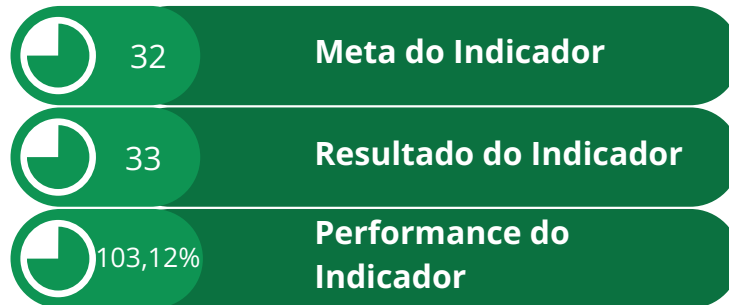 32
Meta do Indicador
33
Resultado do Indicador
103,12%
Performance do
Indicador